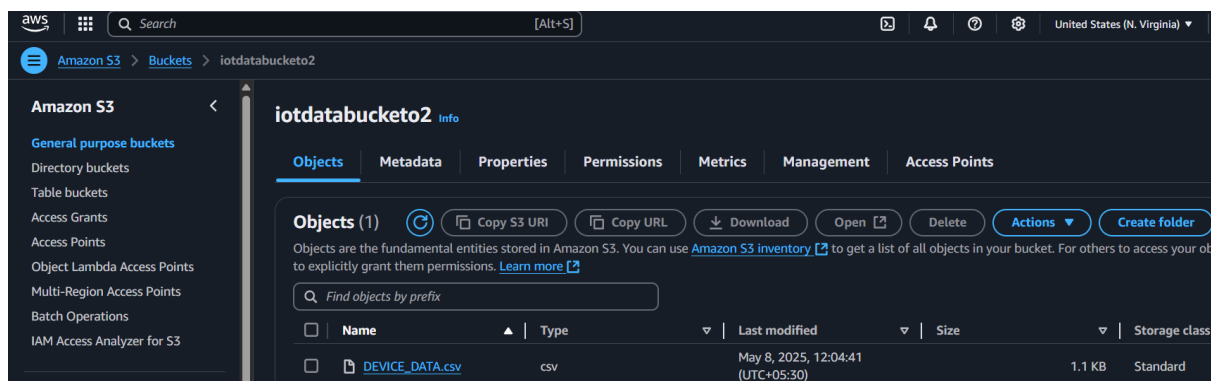 aws Search [Alt+S] United States (N. Virginia)
Amazon S3 > Buckets > iotdatabucketo2
Amazon S3
General purpose buckets
Directory buckets
Table buckets
Access Grants
Access Points
Object Lambda Access Points
Multi-Region Access Points
Batch Operations
IAM Access Analyzer for S3
iotdatabucketo2 Info
Objects Metadata Properties Permissions Metrics Management Access Points
Objects (1) Copy S3 URI Copy URL Download Open Delete Actions Create folder
Objects are the fundamental entities stored in Amazon S3. You can use Amazon S3 inventory to get a list of all objects in your bucket. For others to access your ob
to explicitly grant them permissions. Learn more
Find objects by prefix
Name Type Last modified Size Storage class
DEVICE_DATA.csv csv May 8, 2025, 12:04:41 1.1 KB Standard
(UTC+05:30)